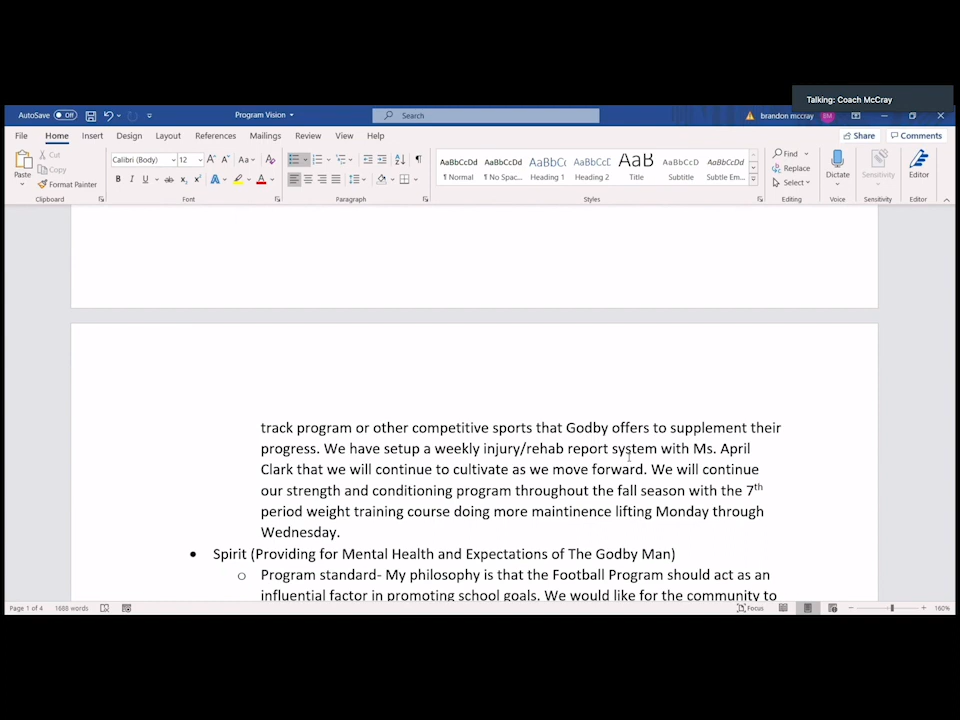 Talking: Coach McCray
AutoSave Off Program Vision Search brandon mccray BM
File Home Insert Design Layout References Mailings Review View Help Share Comments
Paste Cut Copy Format Painter
Calibri (Body) 12
AaBbCcDd AaBbCcDd AaBbCc AaBbCcC AaB AaBbCcD AaBbCcDd
1 Normal 1 No Spac... Heading 1 Heading 2 Title Subtitle Subtle Em...
Find Replace Select Dictate Sensitivity Editor
Clipboard Font Paragraph Styles Editing Voice Sensitivity Editor
track program or other competitive sports that Godby offers to supplement their
progress. We have setup a weekly injury/rehab report system with Ms. April
Clark that we will continue to cultivate as we move forward. We will continue
our strength and conditioning program throughout the fall season with the 7th
period weight training course doing more maintinence lifting Monday through
Wednesday.
• Spirit (Providing for Mental Health and Expectations of The Godby Man)
o Program standard- My philosophy is that the Football Program should act as an
influential factor in promoting school goals. We would like for the community to
Page 1 of 4 1688 words Focus 160%